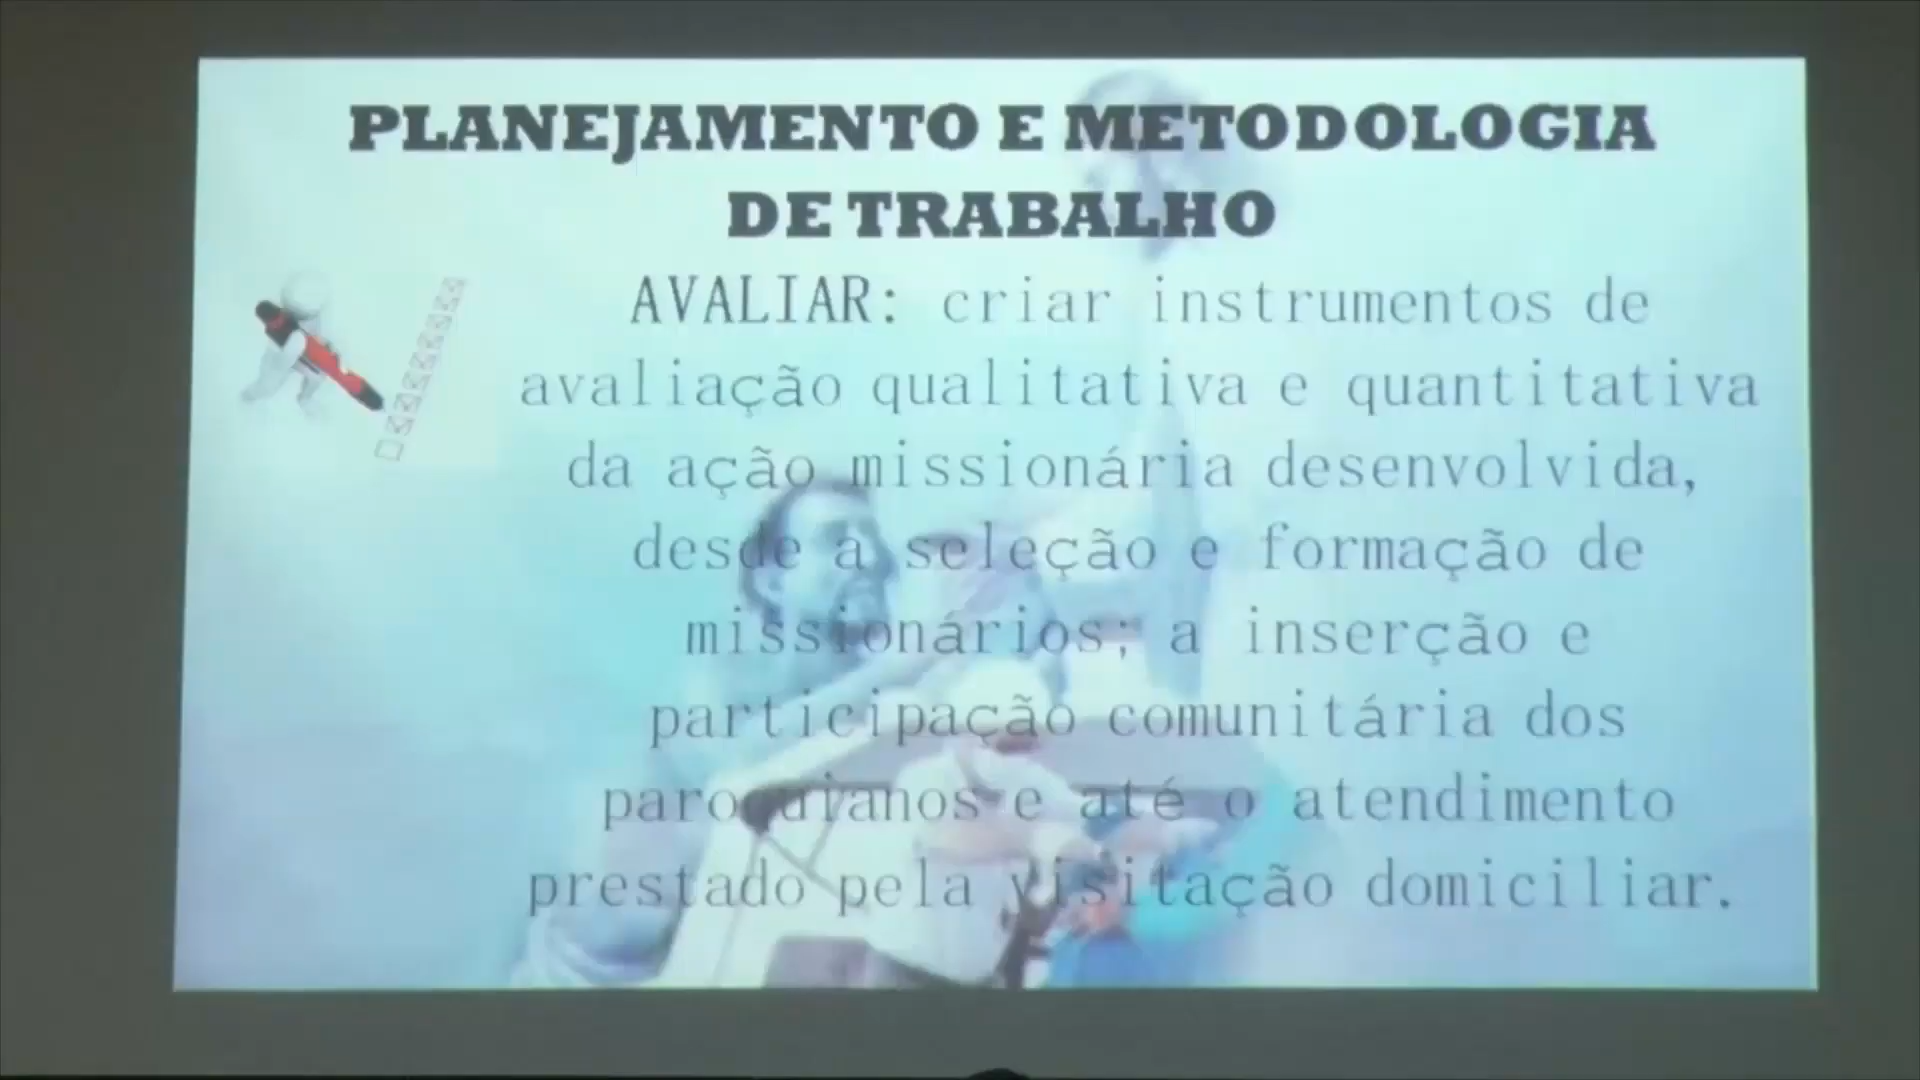 PLANEJAMENTO E METODOLOGIA
DE TRABALHO
AVALIAR: criar instrumentos de
avaliação qualitativa e quantitativa
da ação missionária desenvolvida,
desde a seleção e formação de
missionários; a inserção e
participação comunitária dos
paroquianos e até o atendimento
prestado pela visitação domiciliar.